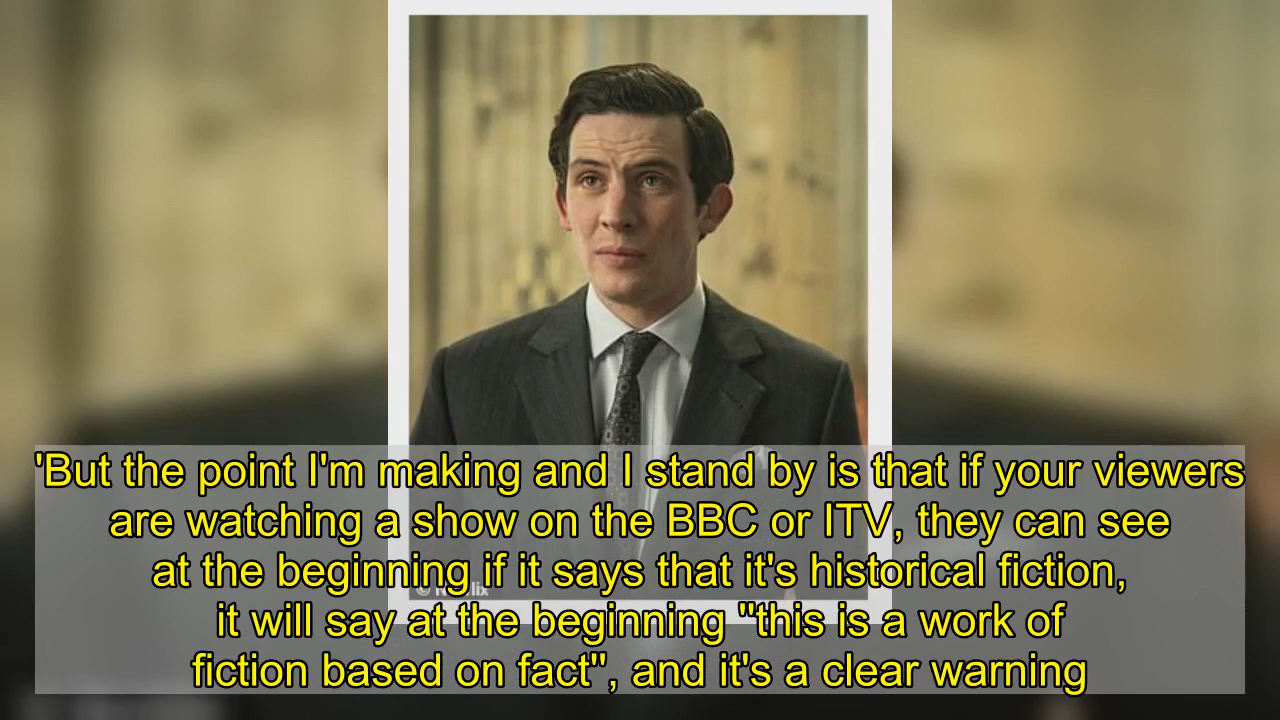 'But the point I'm making and I stand by is that if your viewers
are watching a show on the BBC or ITV, they can see
at the beginning if it says that it's historical fiction,
it will say at the beginning "this is a work of
fiction based on fact", and it's a clear warning